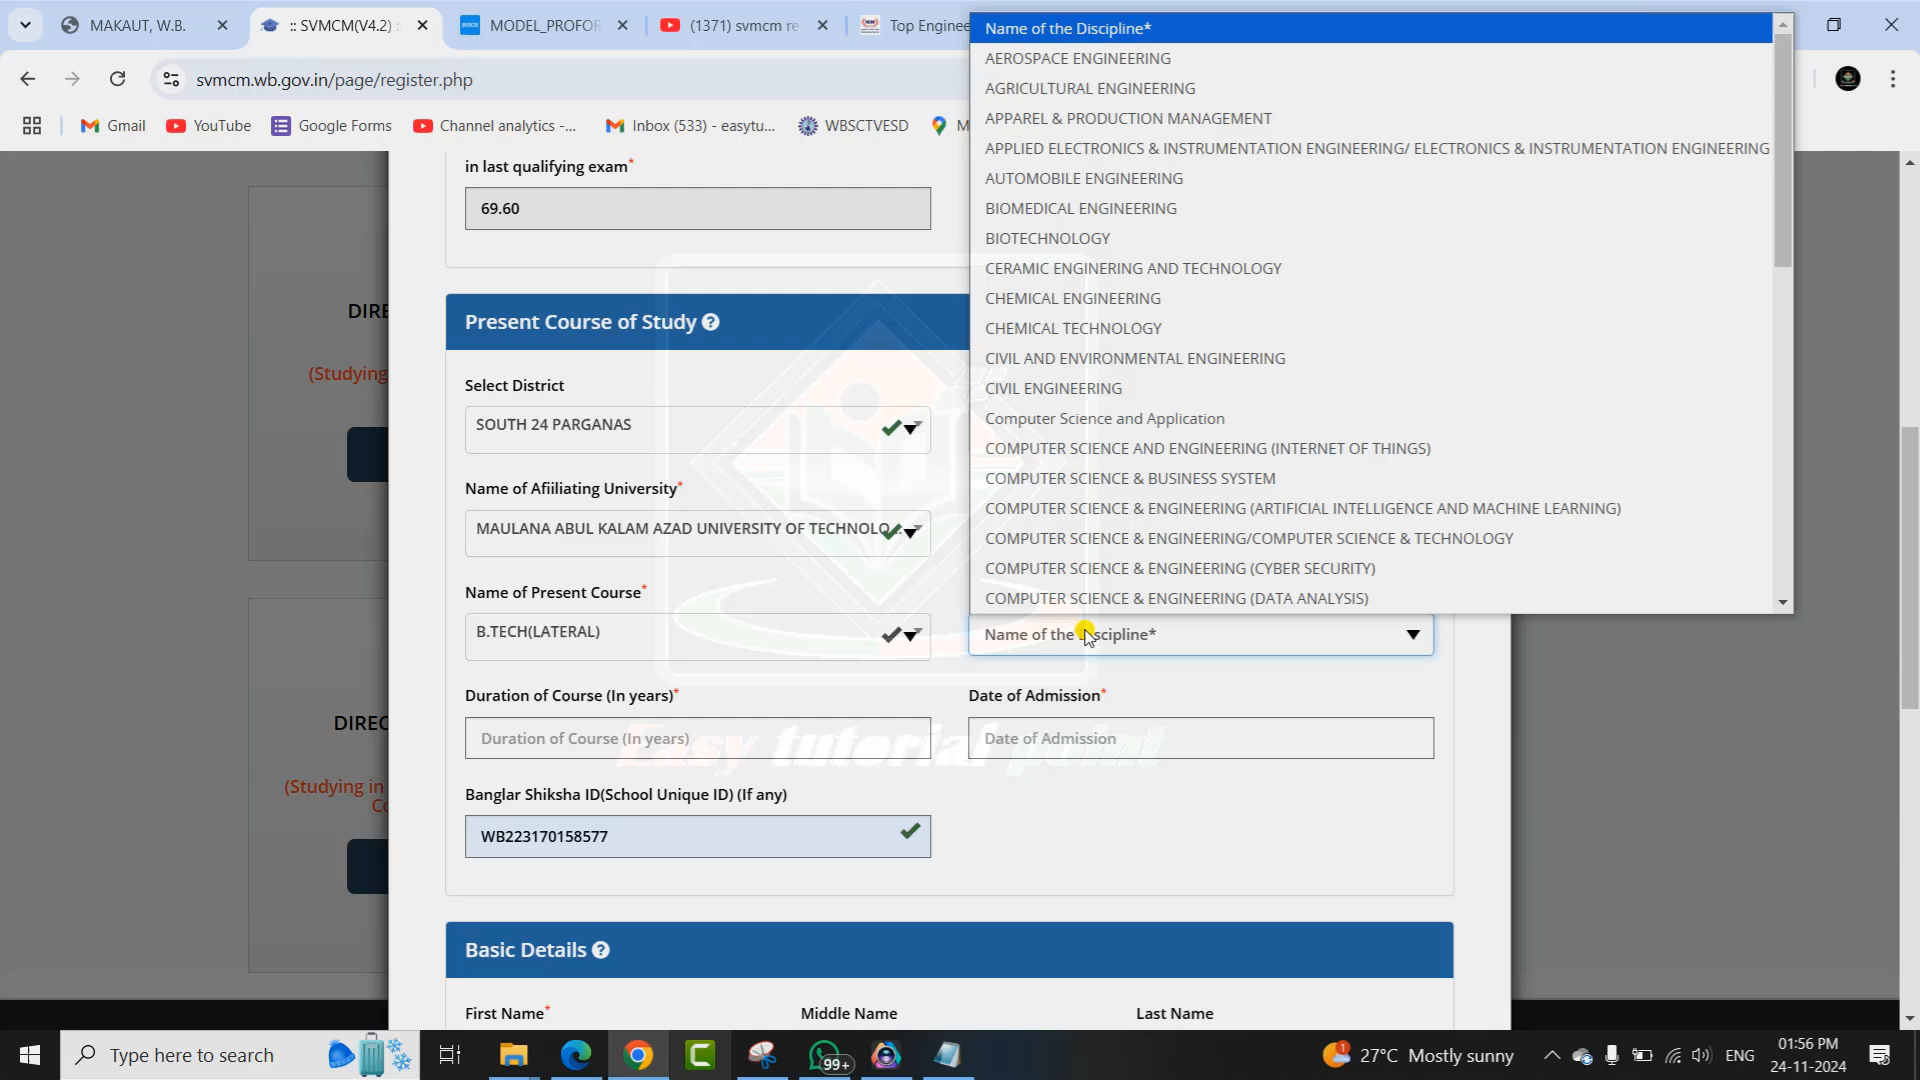 MAKAUT, W.B.
:: SVMCM(V4.2) :
MODEL_PROFOR
(1371) svmcm re
Top Enginee
svmcm.wb.gov.in/page/register.php
Gmail
YouTube
Google Forms
Channel analytics -...
Inbox (533) - easytu...
WBSCTVESD
M
Name of the Discipline*
AEROSPACE ENGINEERING
AGRICULTURAL ENGINEERING
APPAREL & PRODUCTION MANAGEMENT
APPLIED ELECTRONICS & INSTRUMENTATION ENGINEERING/ ELECTRONICS & INSTRUMENTATION ENGINEERING
AUTOMOBILE ENGINEERING
BIOMEDICAL ENGINEERING
BIOTECHNOLOGY
CERAMIC ENGINERING AND TECHNOLOGY
CHEMICAL ENGINEERING
CHEMICAL TECHNOLOGY
CIVIL AND ENVIRONMENTAL ENGINEERING
CIVIL ENGINEERING
Computer Science and Application
COMPUTER SCIENCE AND ENGINEERING (INTERNET OF THINGS)
COMPUTER SCIENCE & BUSINESS SYSTEM
COMPUTER SCIENCE & ENGINEERING (ARTIFICIAL INTELLIGENCE AND MACHINE LEARNING)
COMPUTER SCIENCE & ENGINEERING/COMPUTER SCIENCE & TECHNOLOGY
COMPUTER SCIENCE & ENGINEERING (CYBER SECURITY)
COMPUTER SCIENCE & ENGINEERING (DATA ANALYSIS)
DIRE
(Studying
DIREC
(Studying in
Co
in last qualifying exam*
69.60
Present Course of Study ?
Select District
SOUTH 24 PARGANAS
Name of Afiiliating University*
MAULANA ABUL KALAM AZAD UNIVERSITY OF TECHNOLO...
Name of Present Course*
B.TECH(LATERAL)
Name of the Discipline*
Duration of Course (In years)*
Date of Admission*
Duration of Course (In years)
Date of Admission
Easy tutorial point
Banglar Shiksha ID(School Unique ID) (If any)
WB223170158577
Basic Details ?
First Name*
Middle Name
Last Name
Type here to search
99+
1
27°C Mostly sunny
ENG
01:56 PM
24-11-2024